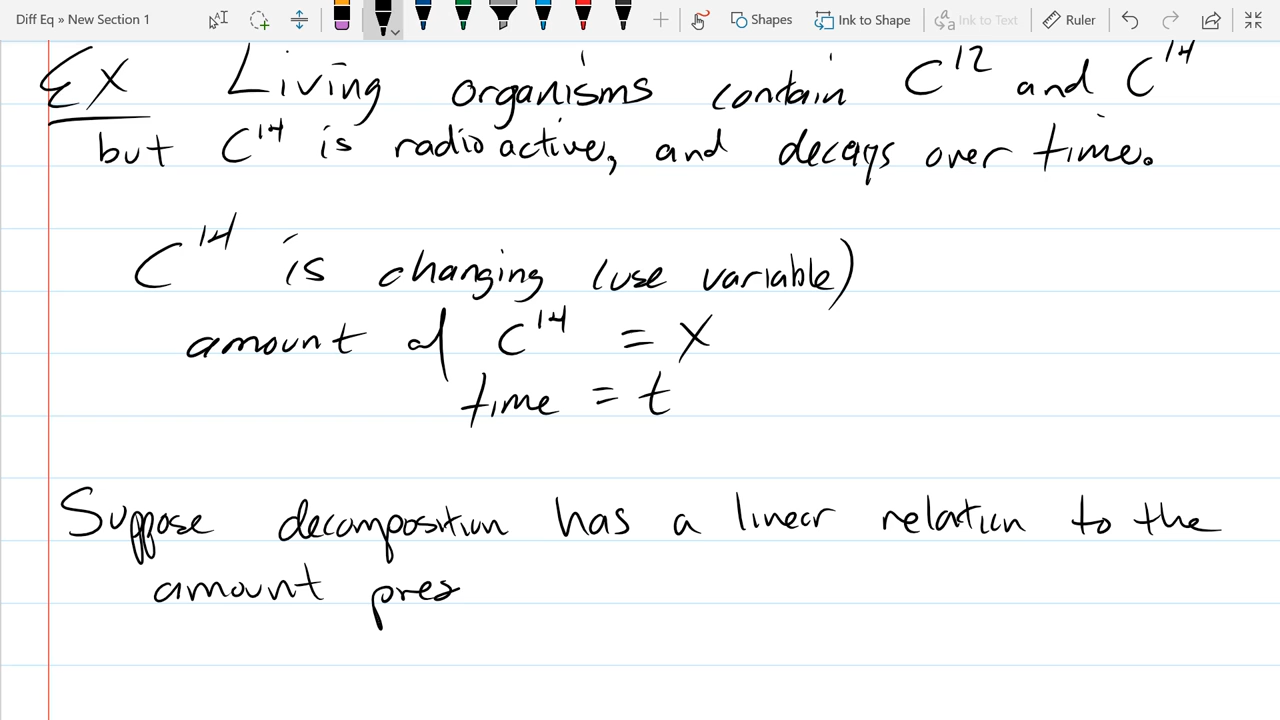 Diff Eq » New Section 1
Shapes
Ink to Shape
Ink to Text
Ruler
Ex Living organisms contain C¹² and C¹⁴
but C¹⁴ is radioactive, and decays over time.
C¹⁴ is changing (use variable)
amount of C¹⁴ = x
time = t
Suppose decomposition has a linear relation to the
amount pres